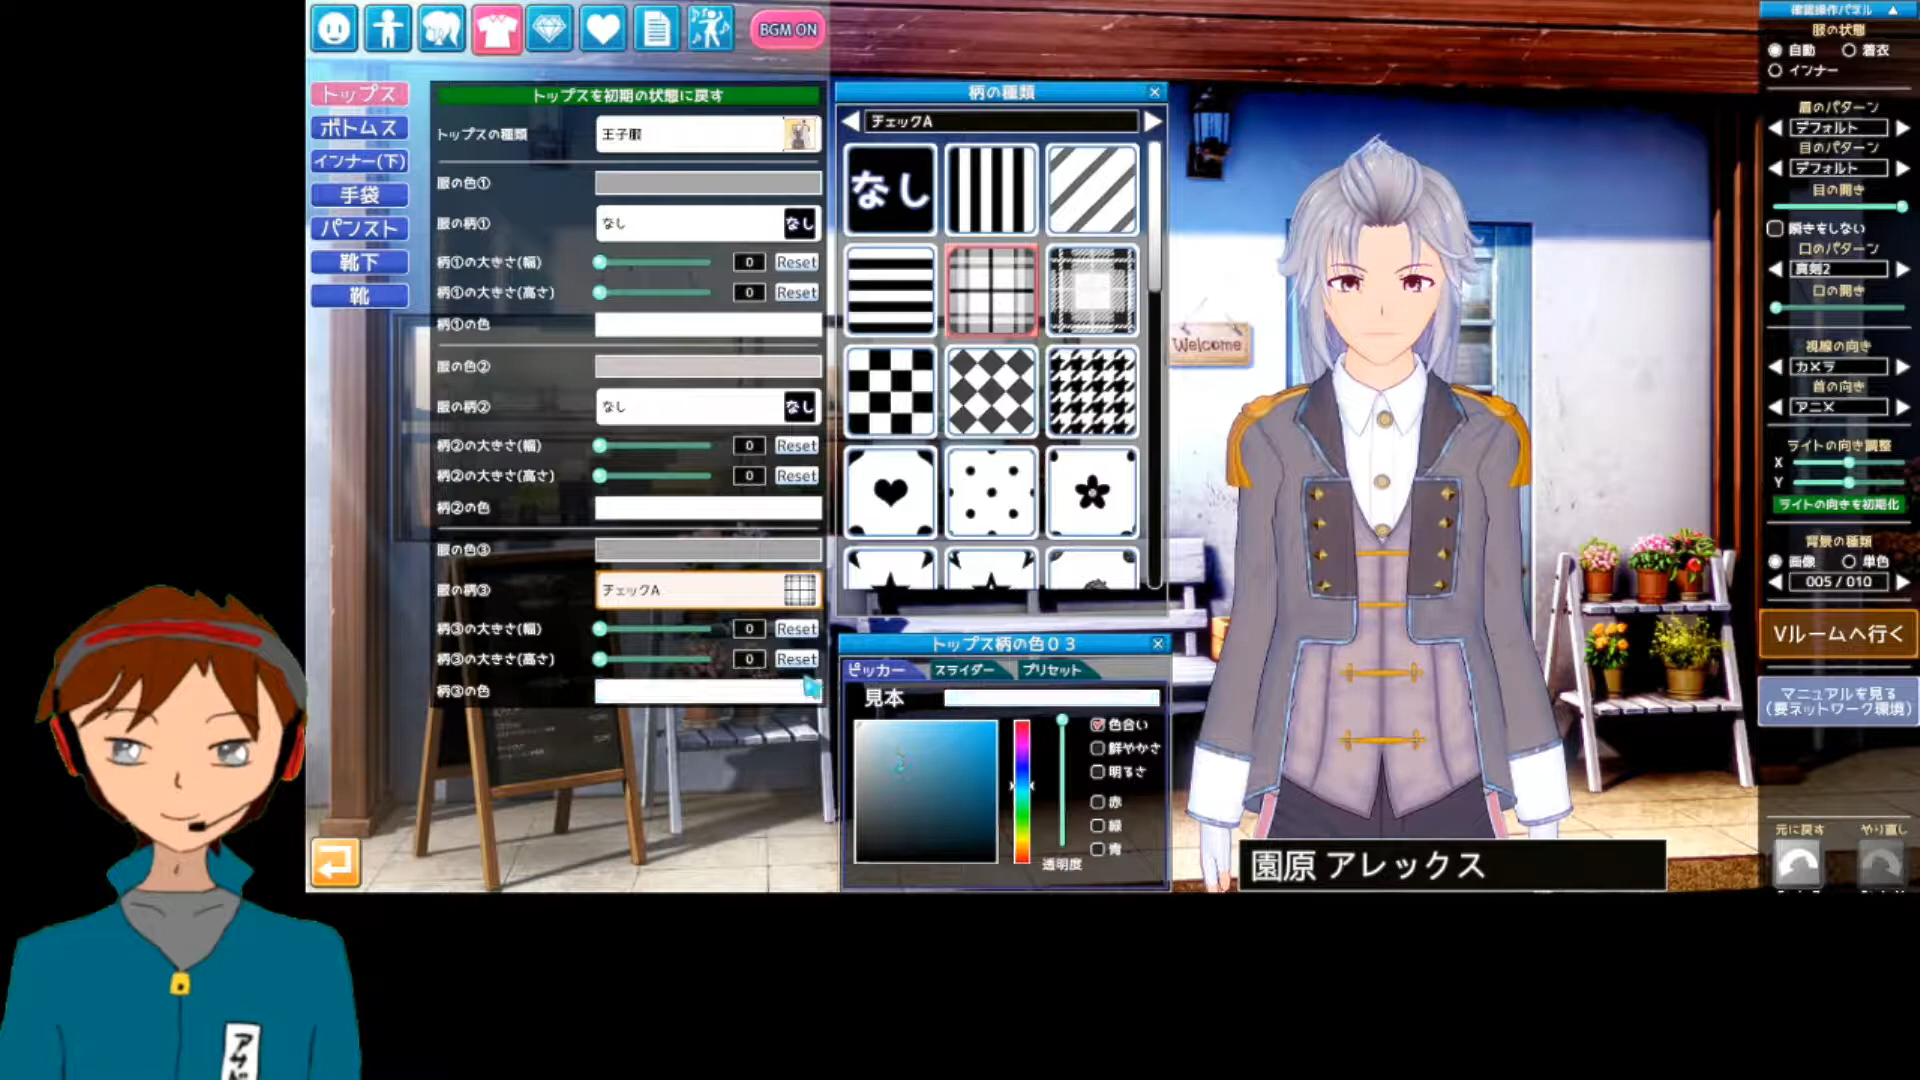 BGM ON
トップス
ボトムス
インナー(下)
手袋
パンスト
靴下
靴
トップスを初期の状態に戻す
トップスの種類
王子服
服の色①
服の柄①
なし
なし
柄①の大きさ(幅)
0
Reset
柄①の大きさ(高さ)
0
Reset
柄①の色
服の色②
服の柄②
なし
なし
柄②の大きさ(幅)
0
Reset
柄②の大きさ(高さ)
0
Reset
柄②の色
服の色③
服の柄③
チェックA
柄③の大きさ(幅)
0
Reset
柄③の大きさ(高さ)
0
Reset
柄③の色
柄の種類
チェックA
なし
トップス柄の色03
ピッカー
スライダー
プリセット
見本
色合い
鮮やかさ
明るさ
赤
緑
青
透明度
Welcome
園原 アレックス
確認操作パネル
服の状態
自動
着衣
インナー
眉のパターン
デフォルト
目のパターン
デフォルト
目の開き
瞬きをしない
口のパターン
真剣2
口の開き
視線の向き
カメラ
首の向き
アニメ
ライトの向き調整
X
Y
ライトの向きを初期化
背景の種類
画像
単色
005 / 010
Vルームへ行く
マニュアルを見る
(要ネットワーク環境)
元に戻す
やり直し